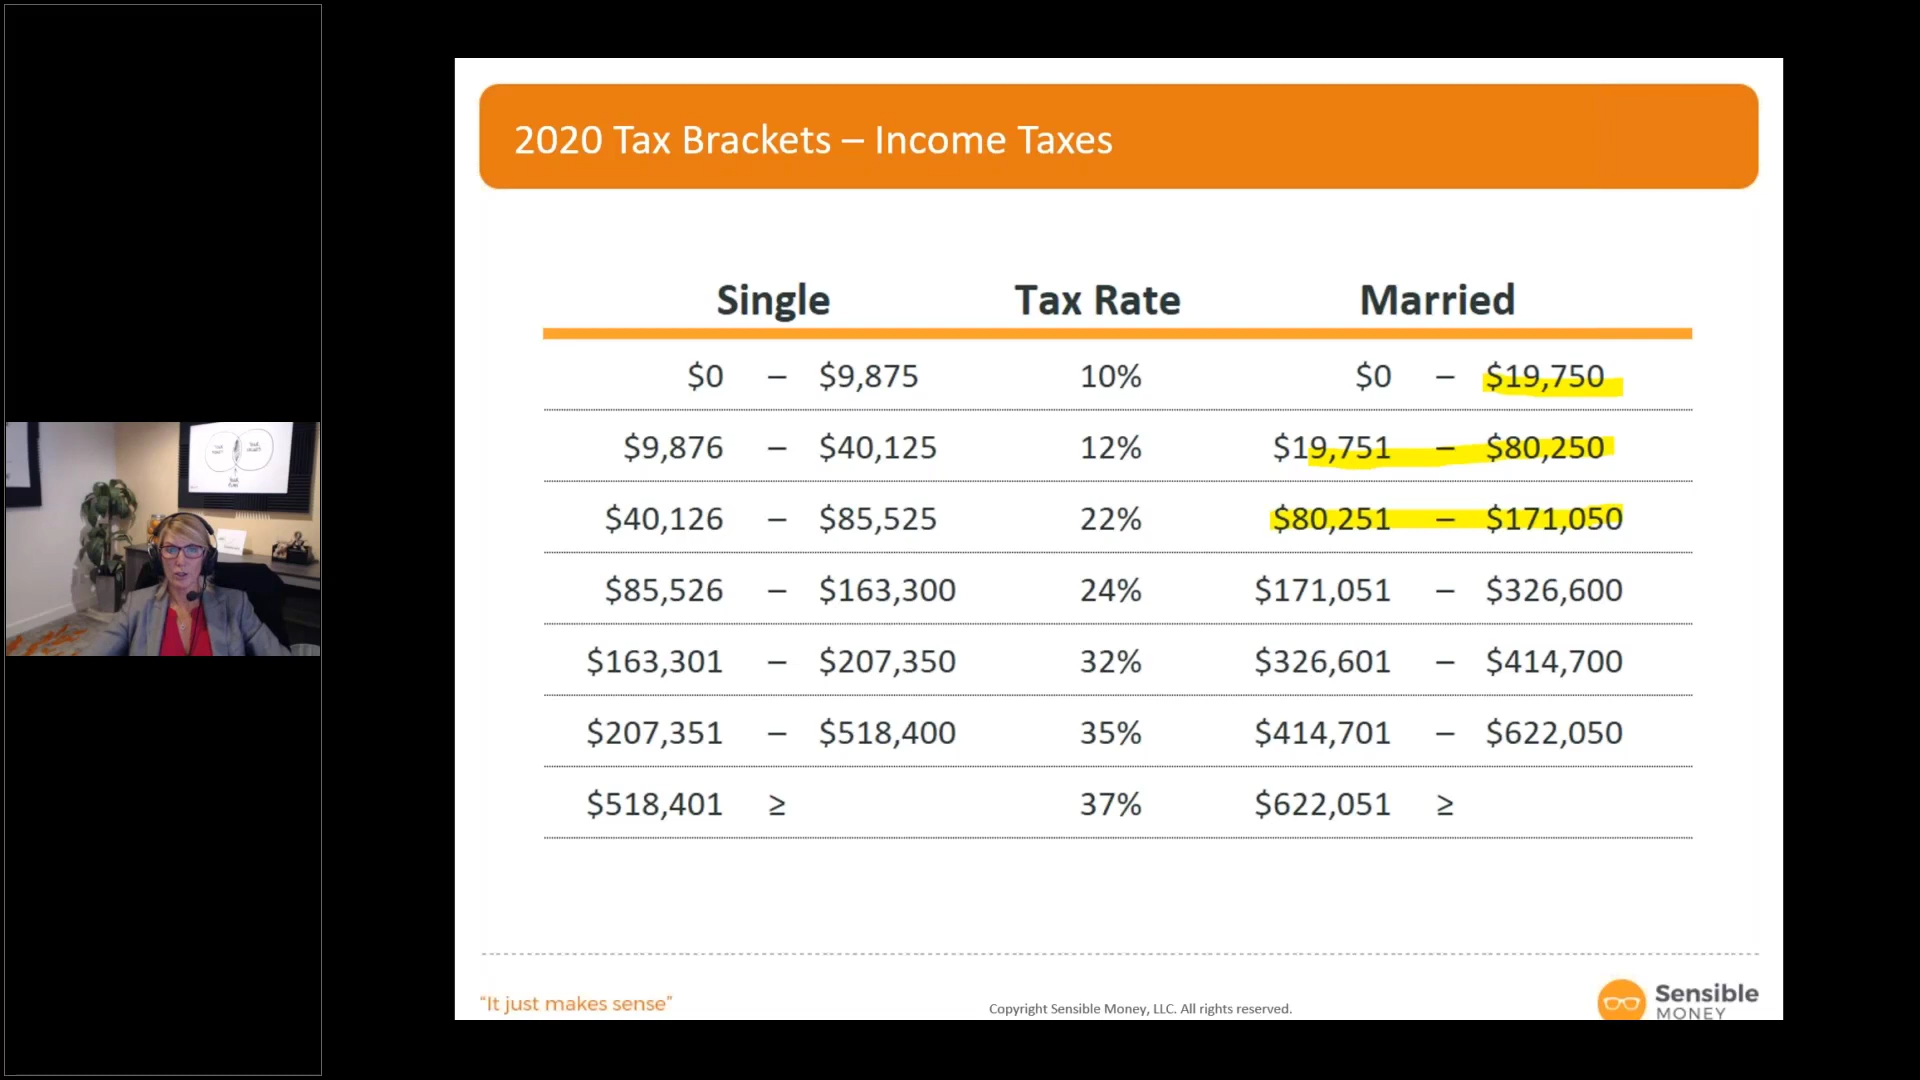 2020 Tax Brackets – Income Taxes
Single Tax Rate Married
$0 – $9,875 10% $0 – $19,750
$9,876 – $40,125 12% $19,751 – $80,250
$40,126 – $85,525 22% $80,251 – $171,050
$85,526 – $163,300 24% $171,051 – $326,600
$163,301 – $207,350 32% $326,601 – $414,700
$207,351 – $518,400 35% $414,701 – $622,050
$518,401 ≥ 37% $622,051 ≥
“It just makes sense”
Copyright Sensible Money, LLC. All rights reserved.
Sensible
MONEY